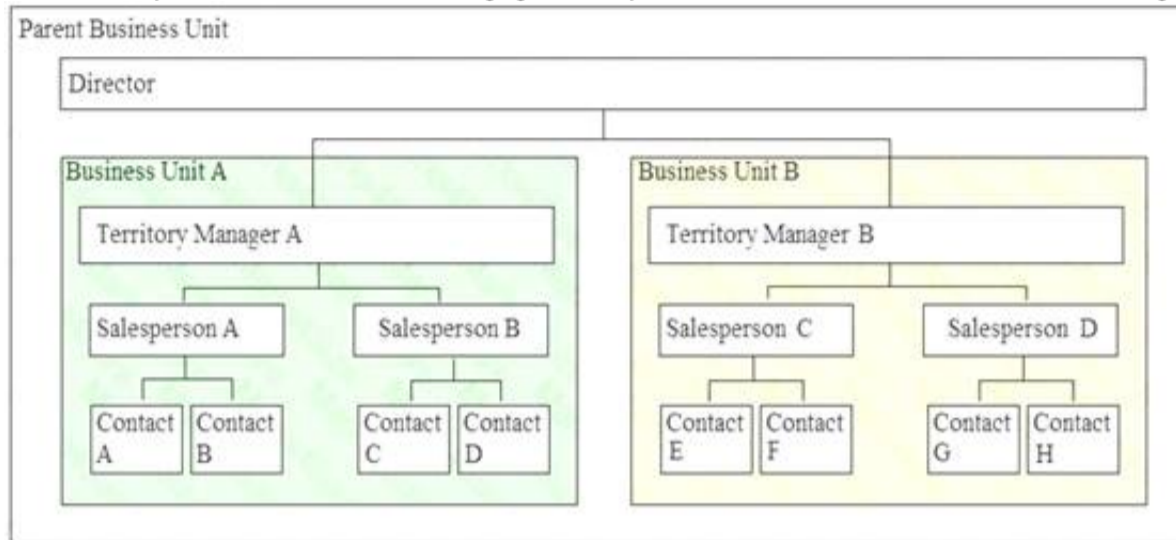 Parent Business Unit
Director
Business Unit A
Business Unit B
Territory Manager A
Territory Manager B
Salesperson A
Salesperson B
Salesperson C
Salesperson D
Contact
A
Contact
B
Contact
C
Contact
D
Contact
E
Contact
F
Contact
G
Contact
H